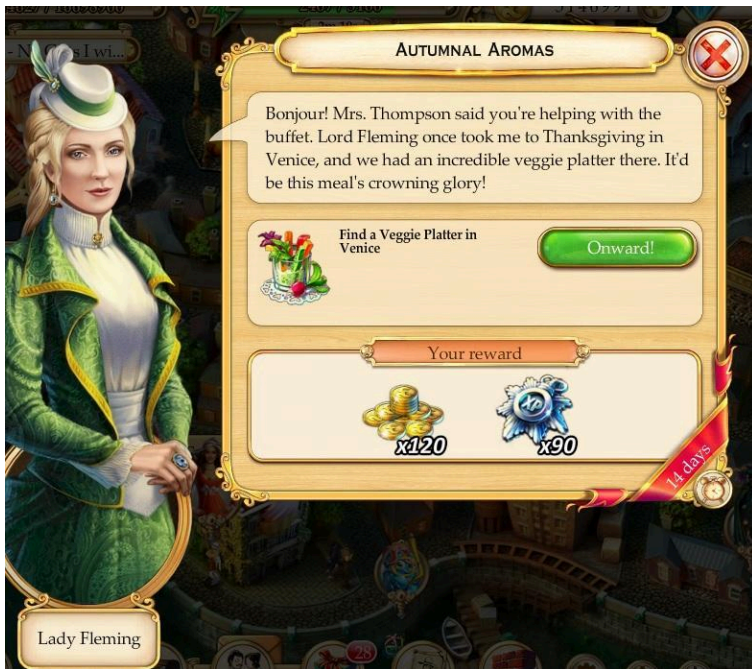 AUTUMNAL AROMAS
Bonjour! Mrs. Thompson said you're helping with the
buffet. Lord Fleming once took me to Thanksgiving in
Venice, and we had an incredible veggie platter there. It'd
be this meal's crowning glory!
Find a Veggie Platter in
Venice
Onward!
Your reward
XP
x120
x90
14 days
Lady Fleming
28